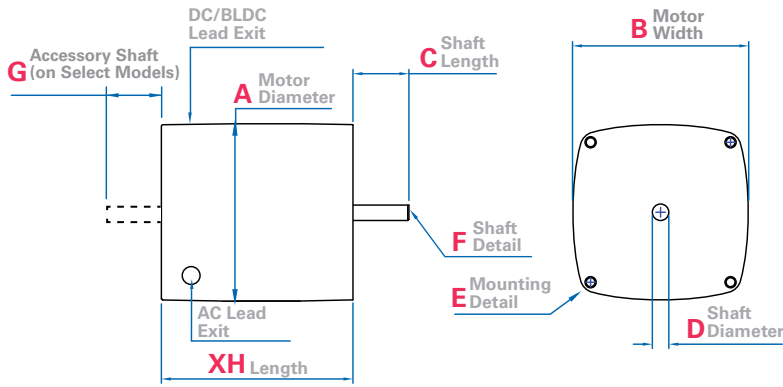 DC/BLDC
Lead Exit
G Accessory Shaft
(on Select Models)
A Motor
Diameter
C Shaft
Length
B Motor
Width
F Shaft
Detail
E Mounting
Detail
AC Lead
Exit
D Shaft
Diameter
XH Length